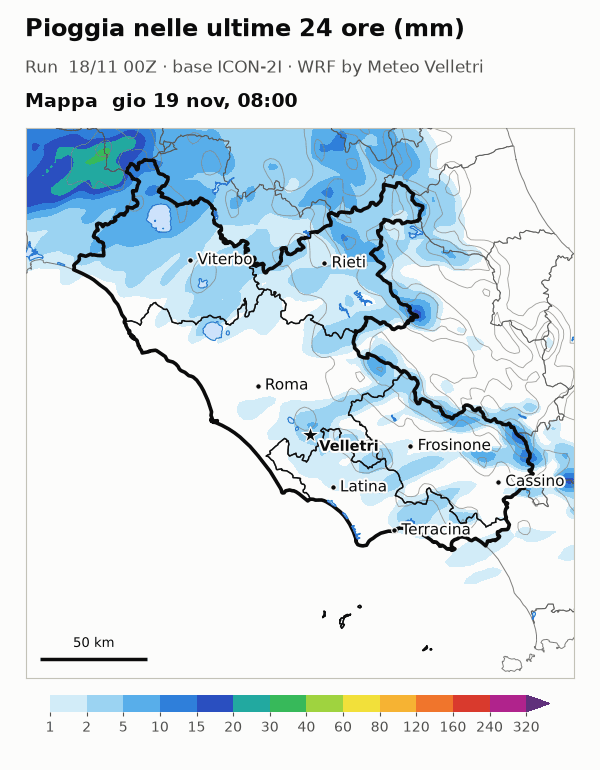 Pioggia nelle ultime 24 ore (mm)
Run  18/11 00Z · base ICON-2I · WRF by Meteo Velletri
Mappa  gio 19 nov, 08:00
Viterbo
Rieti
Roma
Velletri
Frosinone
Latina
Cassino
Terracina
50 km
1 2 5 10 15 20 30 40 60 80 120 160 240 320